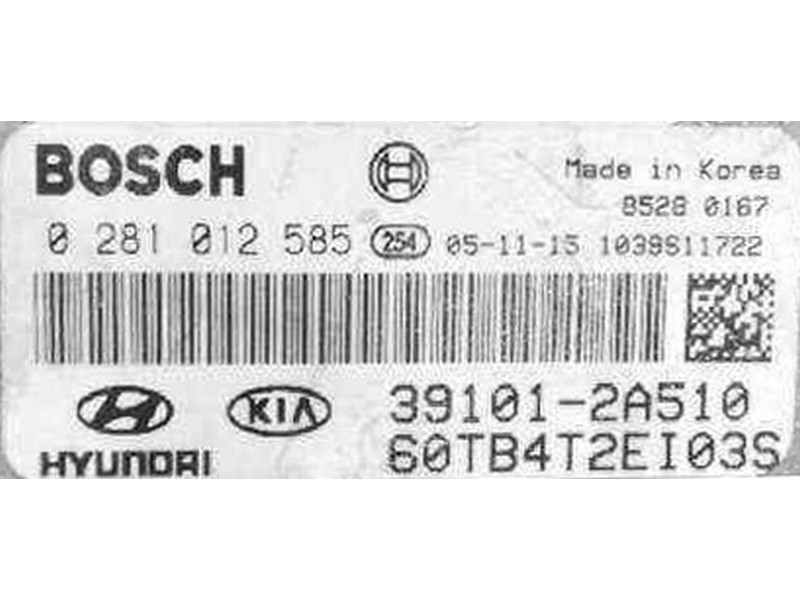 BOSCH
Made in Korea
8528 0167
0 281 012 585 254 05-11-15 1039S11722
HYUNDAI KIA 39101-2A510
60TB4T2EI03S